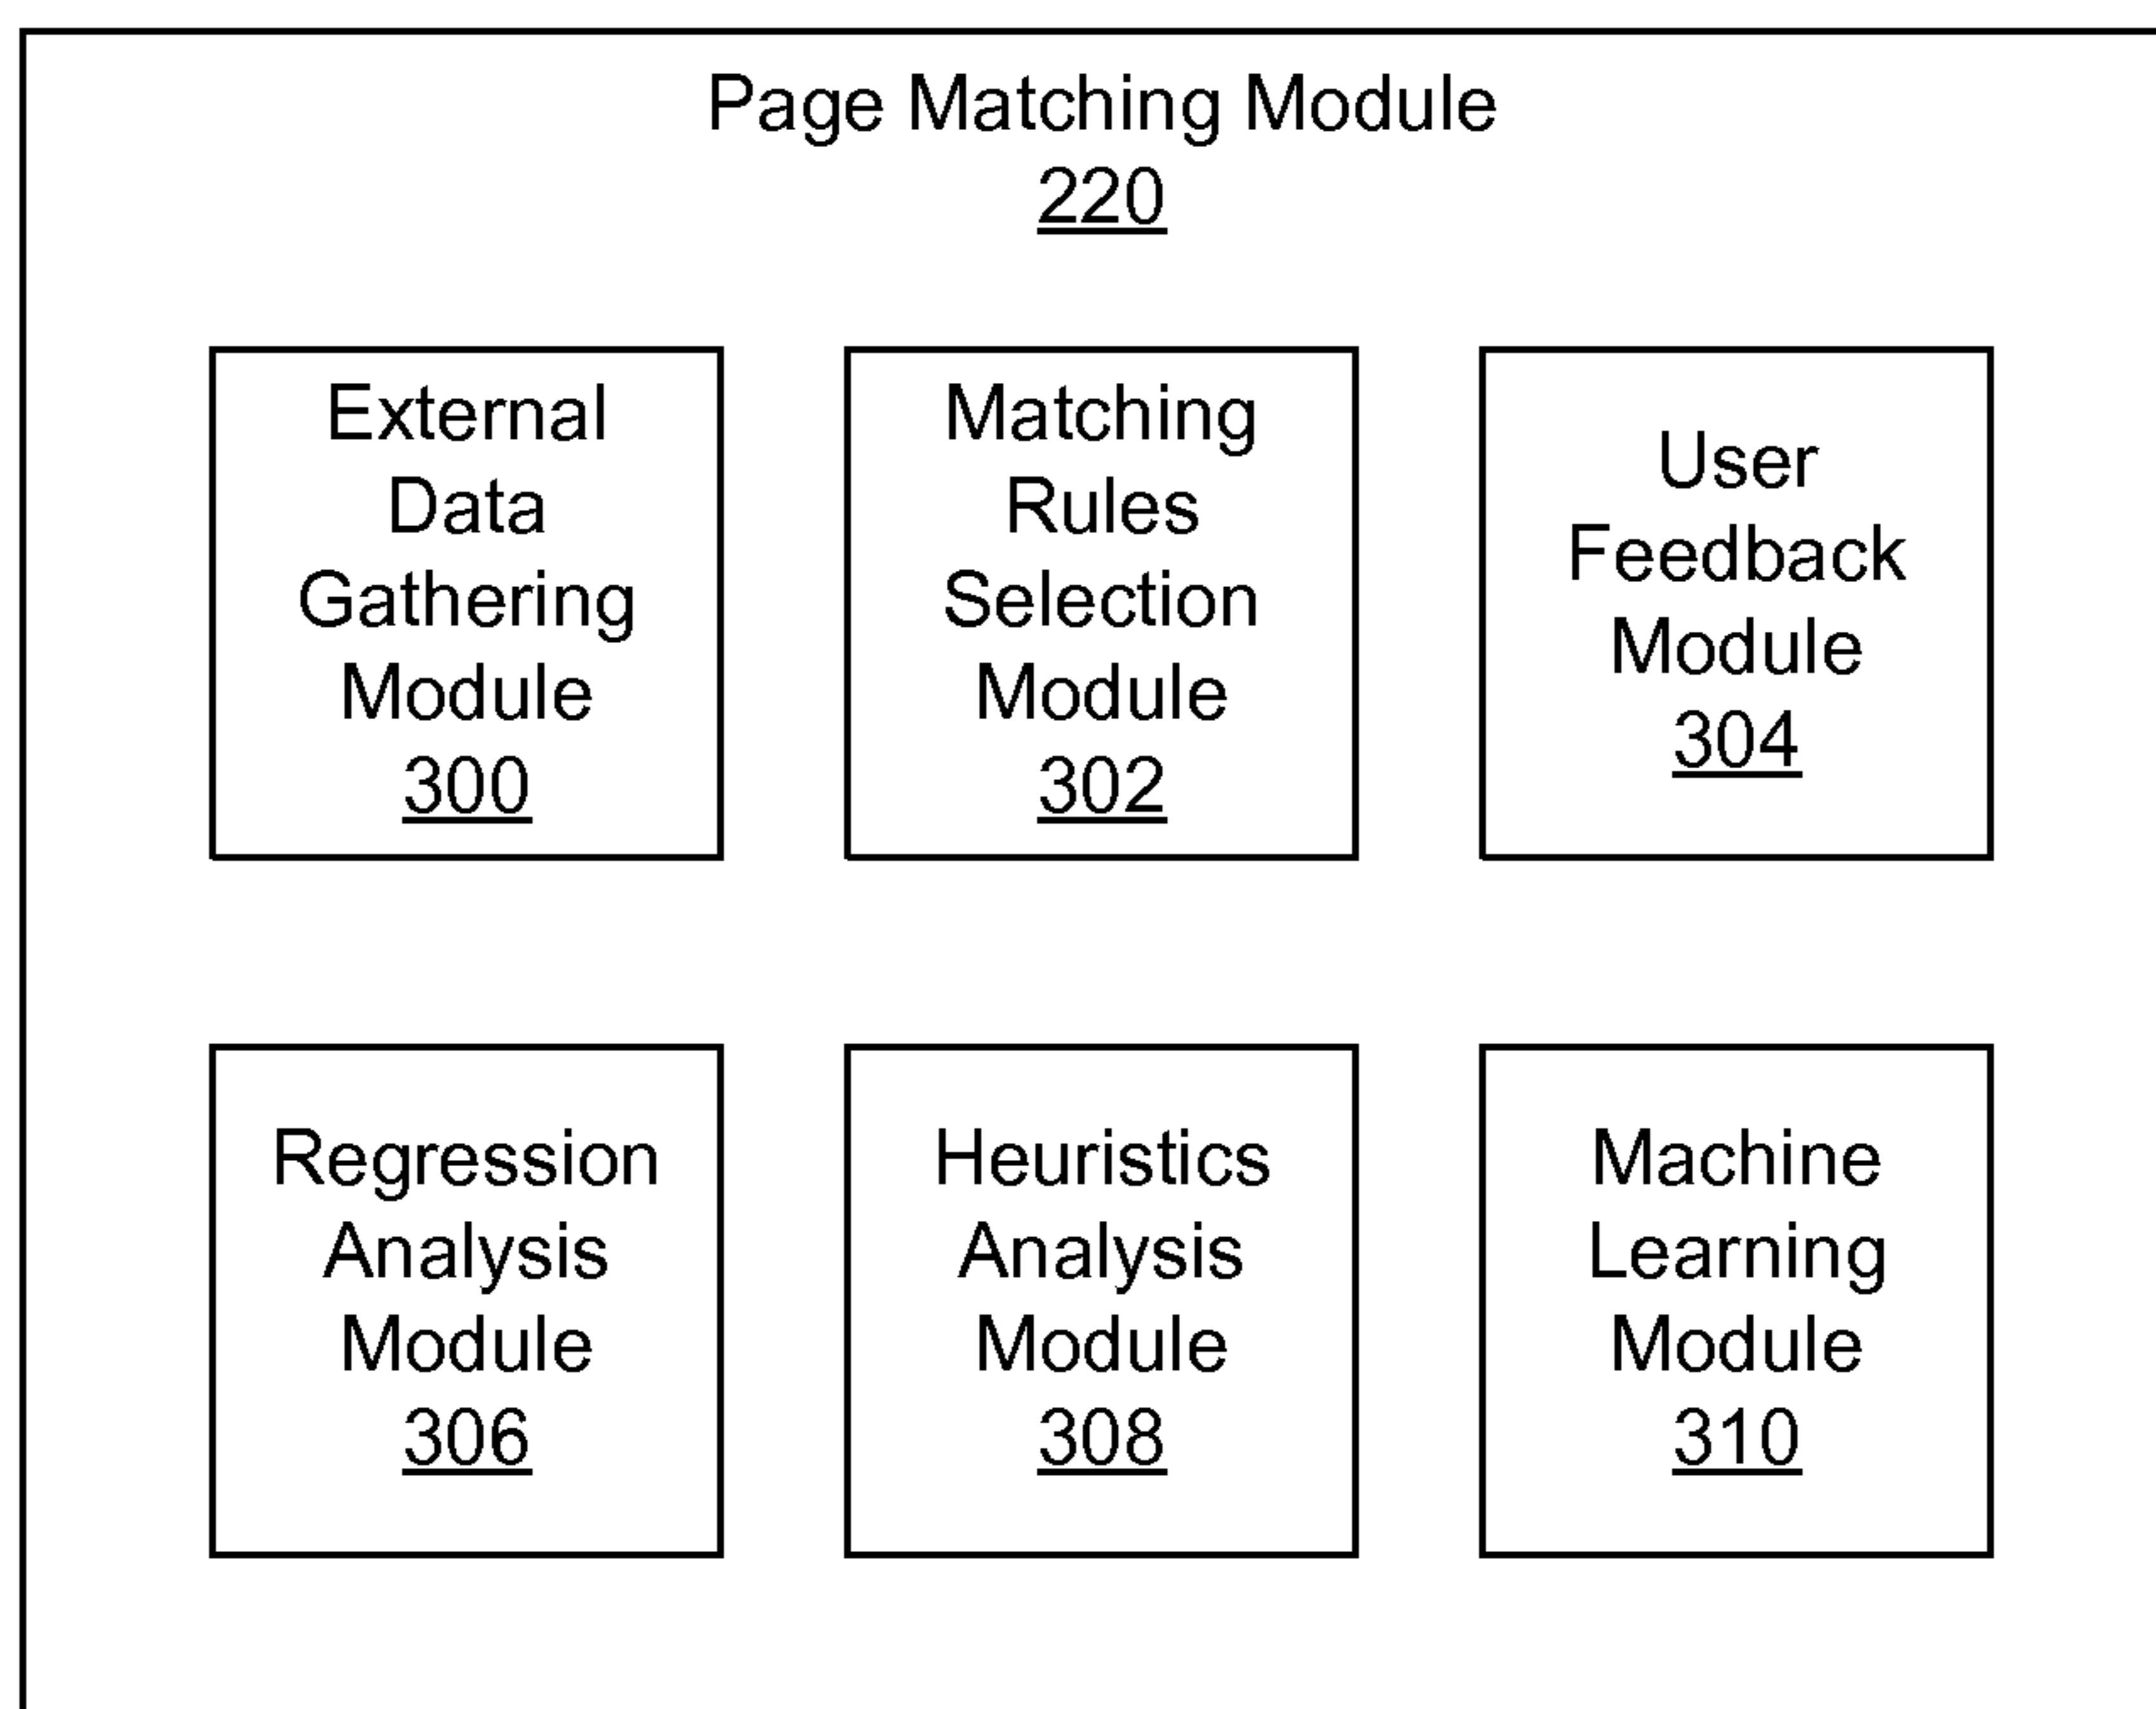 Page Matching Module
220
External
Data
Gathering
Module
300
Matching
Rules
Selection
Module
302
User
Feedback
Module
304
Regression
Analysis
Module
306
Heuristics
Analysis
Module
308
Machine
Learning
Module
310